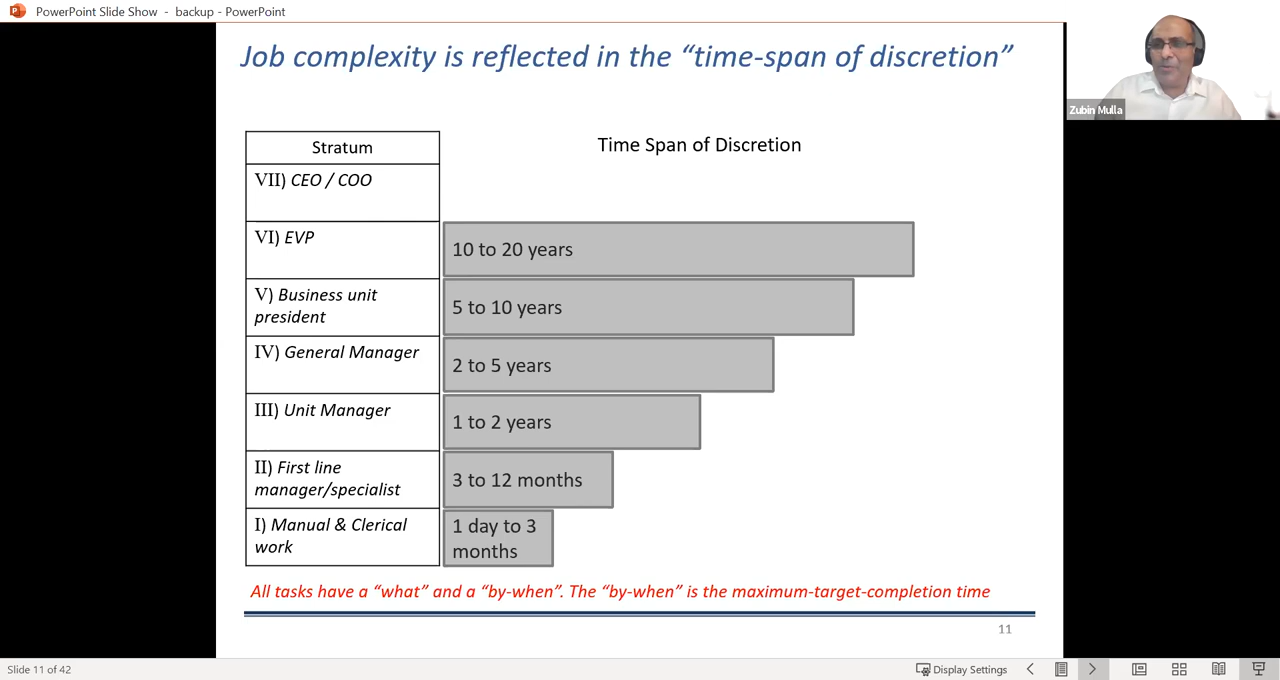 PowerPoint Slide Show - backup - PowerPoint
Job complexity is reflected in the “time-span of discretion”
Zubin Mulla
Stratum
Time Span of Discretion
VII) CEO / COO
VI) EVP
10 to 20 years
V) Business unit
president
5 to 10 years
IV) General Manager
2 to 5 years
III) Unit Manager
1 to 2 years
II) First line
manager/specialist
3 to 12 months
I) Manual & Clerical
work
1 day to 3
months
All tasks have a “what” and a “by-when”. The “by-when” is the maximum-target-completion time
11
Slide 11 of 42
Display Settings